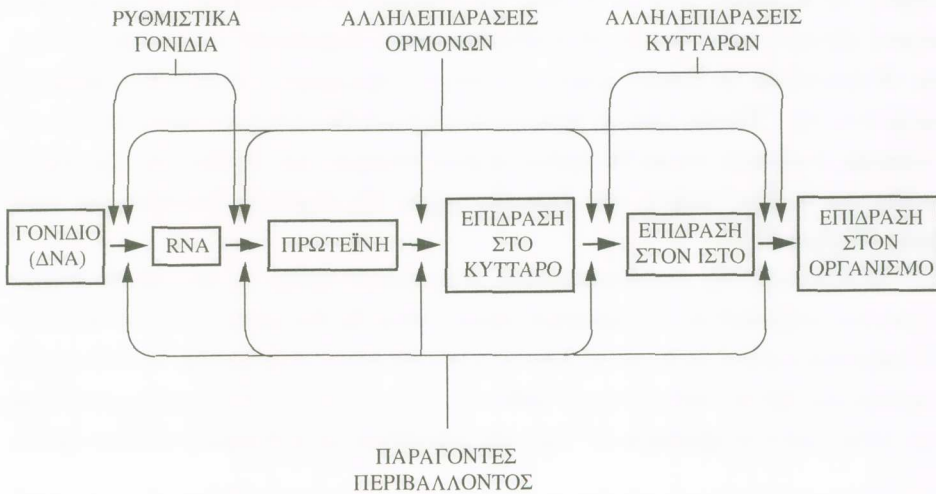 ΡΥΘΜΙΣΤΙΚΑ
ΓΟΝΙΔΙΑ
ΑΛΛΗΛΕΠΙΔΡΑΣΕΙΣ
ΟΡΜΟΝΩΝ
ΑΛΛΗΛΕΠΙΔΡΑΣΕΙΣ
ΚΥΤΤΑΡΩΝ
ΓΟΝΙΔΙΟ
(ΔΝΑ)
RNA
ΠΡΩΤΕΪΝΗ
ΕΠΙΔΡΑΣΗ
ΣΤΟ
ΚΥΤΤΑΡΟ
ΕΠΙΔΡΑΣΗ
ΣΤΟΝ ΙΣΤΟ
ΕΠΙΔΡΑΣΗ
ΣΤΟΝ
ΟΡΓΑΝΙΣΜΟ
ΠΑΡΑΓΟΝΤΕΣ
ΠΕΡΙΒΑΛΛΟΝΤΟΣ